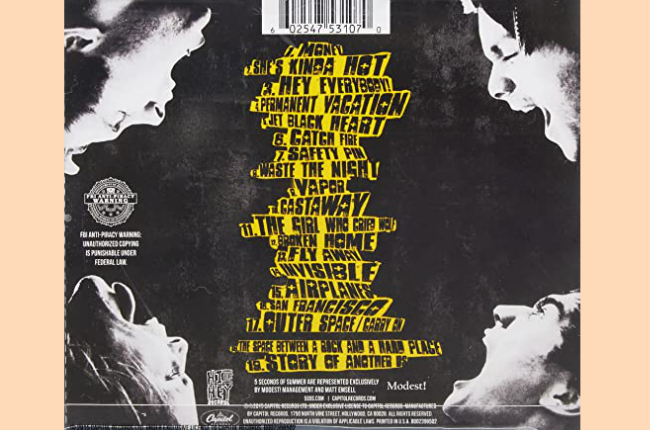 6 02547 53107 0
1. MONEY
2. SHE'S KINDA HOT
3. HEY EVERYBODY!
4. PERMANENT VACATION
5. JET BLACK HEART
6. CATCH FIRE
7. SAFETY PIN
8. WASTE THE NIGHT
9. VAPOR
10. CASTAWAY
11. THE GIRL WHO CRIED WOLF
12. BROKEN HOME
13. FLY AWAY
14. INVISIBLE
15. AIRPLANES
16. SAN FRANCISCO
17. OUTER SPACE/CARRY ON
18. THE SPACE BETWEEN A ROCK AND A HARD PLACE
19. STORY OF ANOTHER US
FBI ANTI-PIRACY
WARNING
FBI ANTI-PIRACY WARNING:
UNAUTHORIZED COPYING
IS PUNISHABLE UNDER
FEDERAL LAW.
HI OR HEY
RECORDS
Capitol
5 SECONDS OF SUMMER ARE REPRESENTED EXCLUSIVELY
BY MODEST! MANAGEMENT AND MATT EMSELL
5SOS.COM | CAPITOLRECORDS.COM
Modest!
OF CAPITOL RECORDS, 1750 NORTH VINE STREET, HOLLYWOOD, CA 90028. ALL RIGHTS RESERVED.
UNAUTHORIZED REPRODUCTION IS A VIOLATION OF APPLICABLE LAWS. PRINTED IN U.S.A.